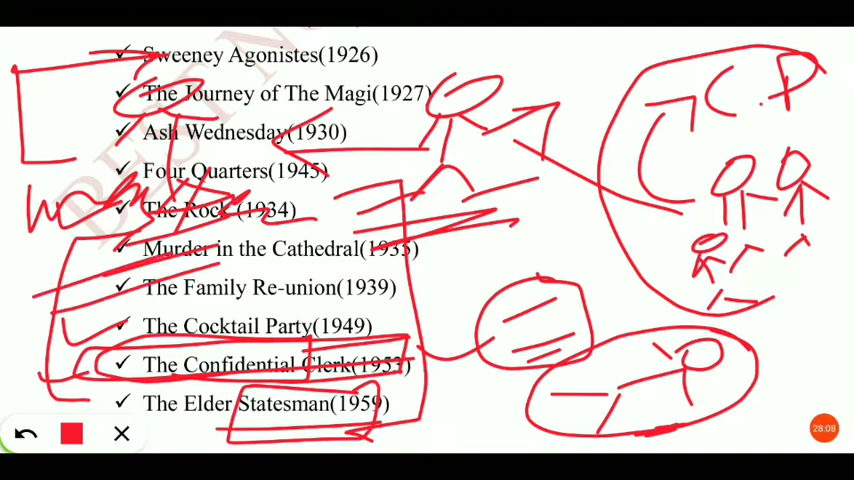 Sweeney Agonistes(1926)
The Journey of The Magi(1927)
Ash Wednesday(1930)
Four Quarters(1945)
The Rock (1934)
Murder in the Cathedral(1935)
The Family Re-union(1939)
The Cocktail Party(1949)
The Confidential Clerk(1953)
The Elder Statesman(1959)
C.P
28:08